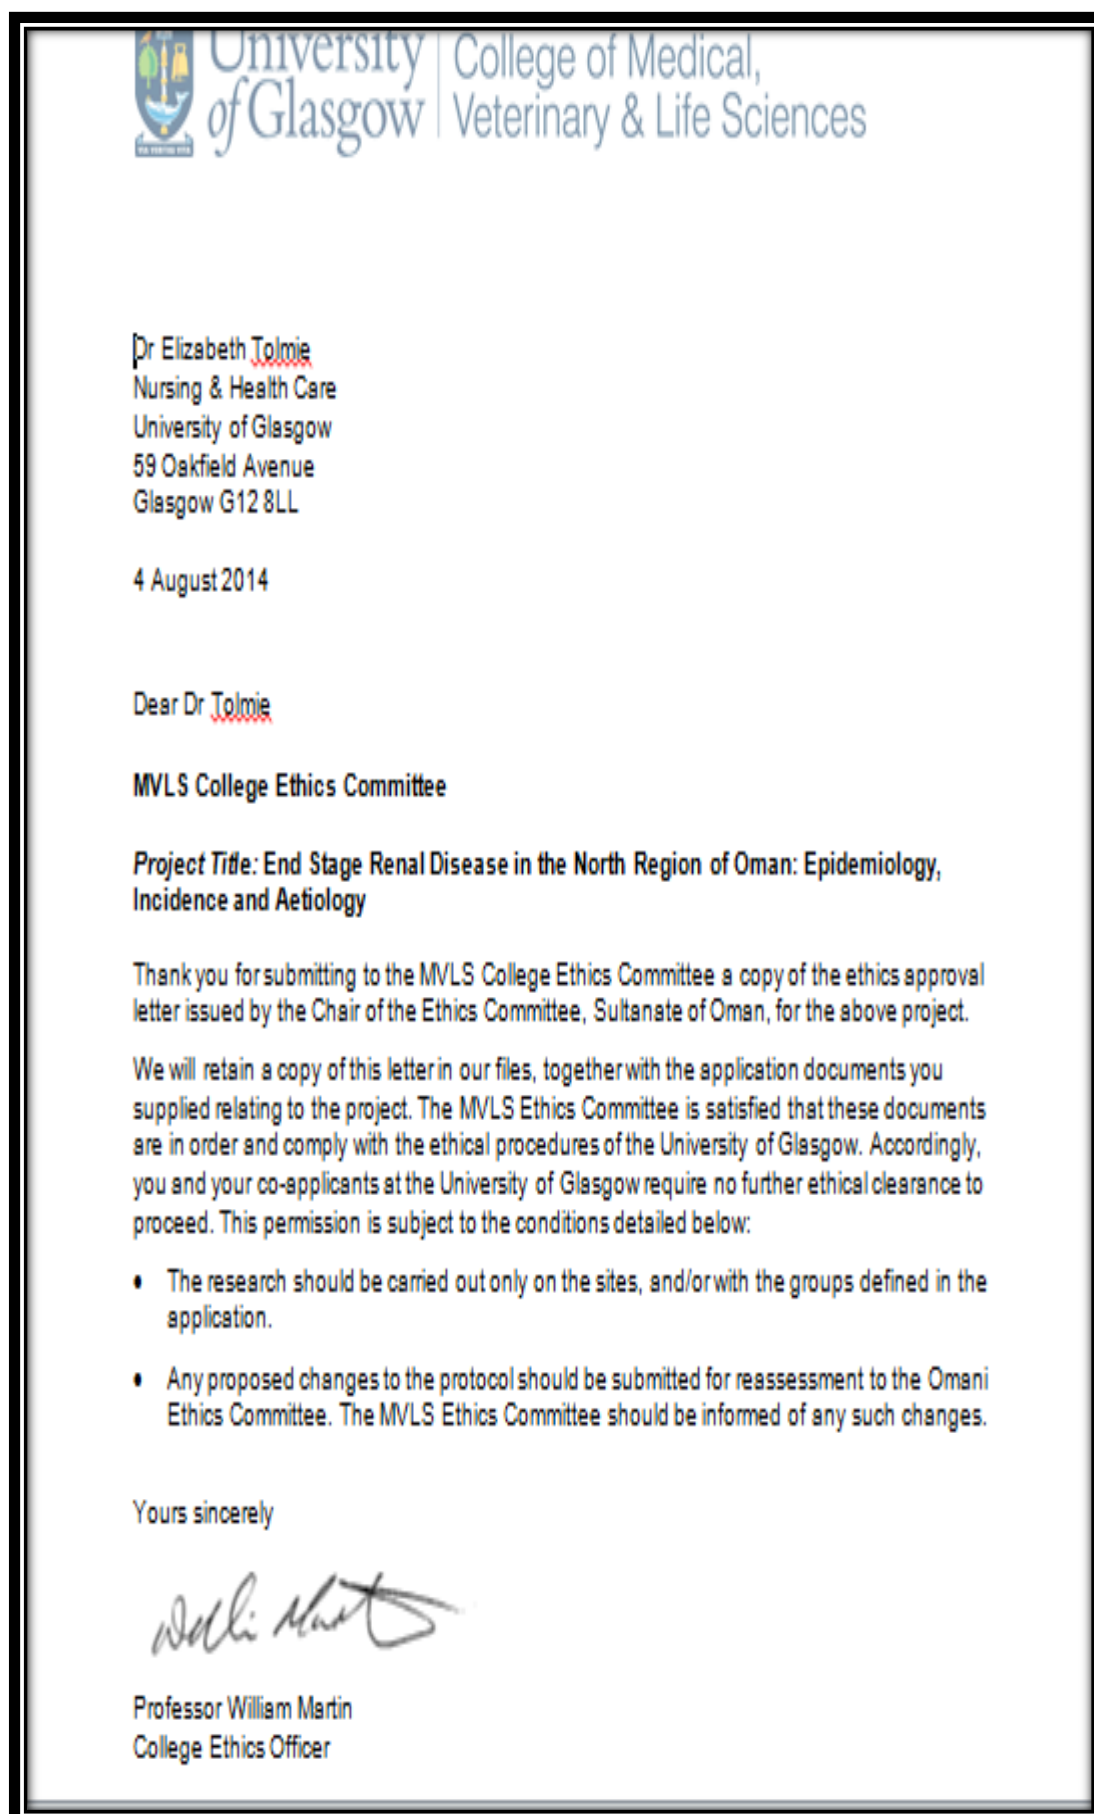 University
of Glasgow
College of Medical,
Veterinary & Life Sciences
Dr Elizabeth Tolmie
Nursing & Health Care
University of Glasgow
59 Oakfield Avenue
Glasgow G12 8LL
4 August 2014
Dear Dr Tolmie
MVLS College Ethics Committee
Project Title: End Stage Renal Disease in the North Region of Oman: Epidemiology,
Incidence and Aetiology
Thank you for submitting to the MVLS College Ethics Committee a copy of the ethics approval
letter issued by the Chair of the Ethics Committee, Sultanate of Oman, for the above project.
We will retain a copy of this letter in our files, together with the application documents you
supplied relating to the project. The MVLS Ethics Committee is satisfied that these documents
are in order and comply with the ethical procedures of the University of Glasgow. Accordingly,
you and your co-applicants at the University of Glasgow require no further ethical clearance to
proceed. This permission is subject to the conditions detailed below:
• The research should be carried out only on the sites, and/or with the groups defined in the
application.
• Any proposed changes to the protocol should be submitted for reassessment to the Omani
Ethics Committee. The MVLS Ethics Committee should be informed of any such changes.
Yours sincerely
Professor William Martin
College Ethics Officer